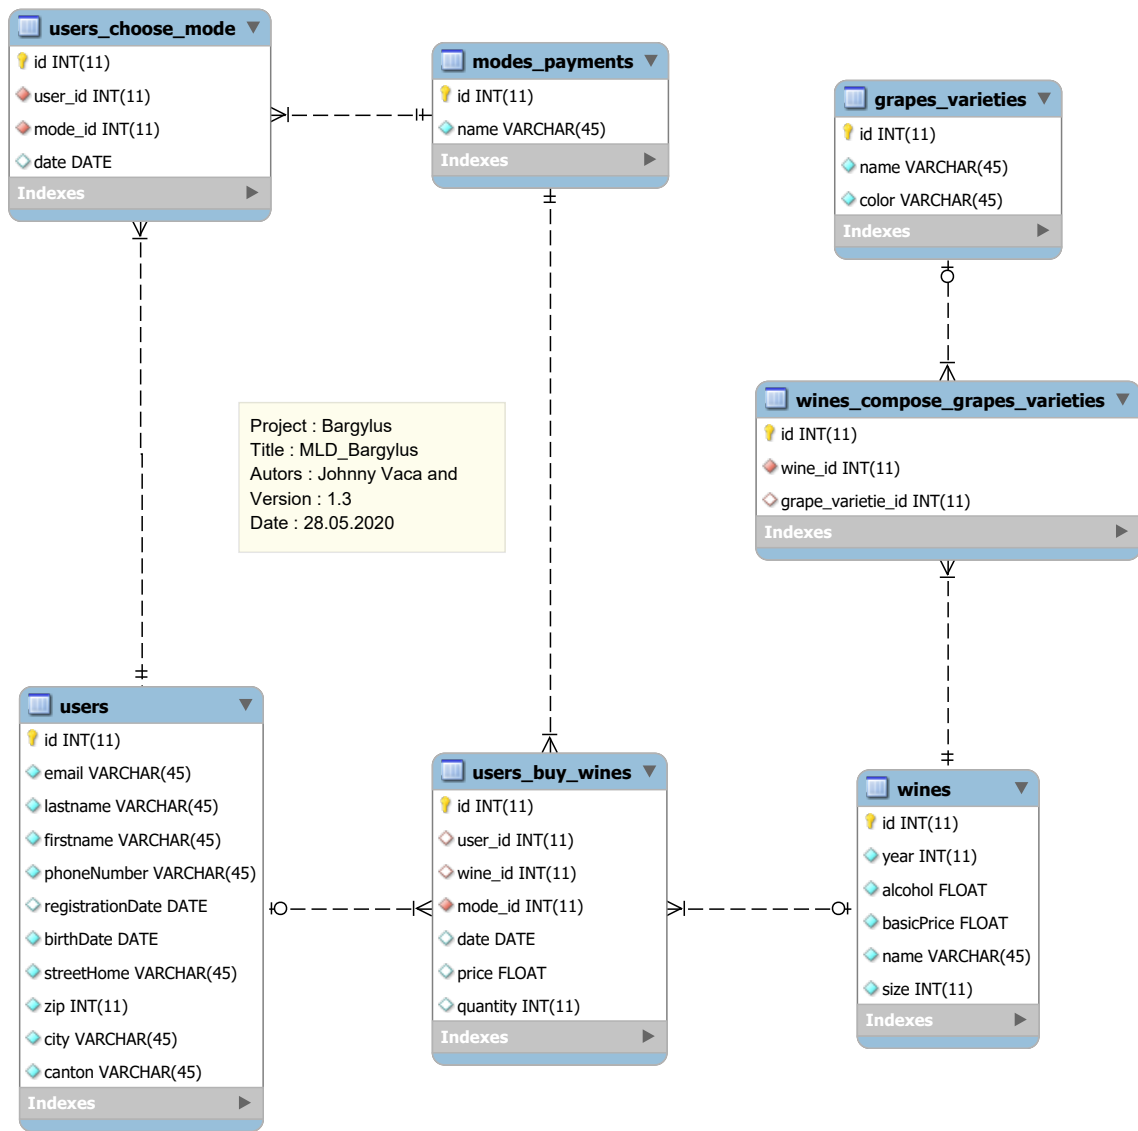 users_choose_mode
id INT(11)
user_id INT(11)
mode_id INT(11)
date DATE
Indexes
modes_payments
id INT(11)
name VARCHAR(45)
Indexes
grapes_varieties
id INT(11)
name VARCHAR(45)
color VARCHAR(45)
Indexes
wines_compose_grapes_varieties
id INT(11)
wine_id INT(11)
grape_varietie_id INT(11)
Indexes
Project : Bargylus
Title : MLD_Bargylus
Autors : Johnny Vaca and
Version : 1.3
Date : 28.05.2020
users
id INT(11)
email VARCHAR(45)
lastname VARCHAR(45)
firstname VARCHAR(45)
phoneNumber VARCHAR(45)
registrationDate DATE
birthDate DATE
streetHome VARCHAR(45)
zip INT(11)
city VARCHAR(45)
canton VARCHAR(45)
Indexes
users_buy_wines
id INT(11)
user_id INT(11)
wine_id INT(11)
mode_id INT(11)
date DATE
price FLOAT
quantity INT(11)
Indexes
wines
id INT(11)
year INT(11)
alcohol FLOAT
basicPrice FLOAT
name VARCHAR(45)
size INT(11)
Indexes